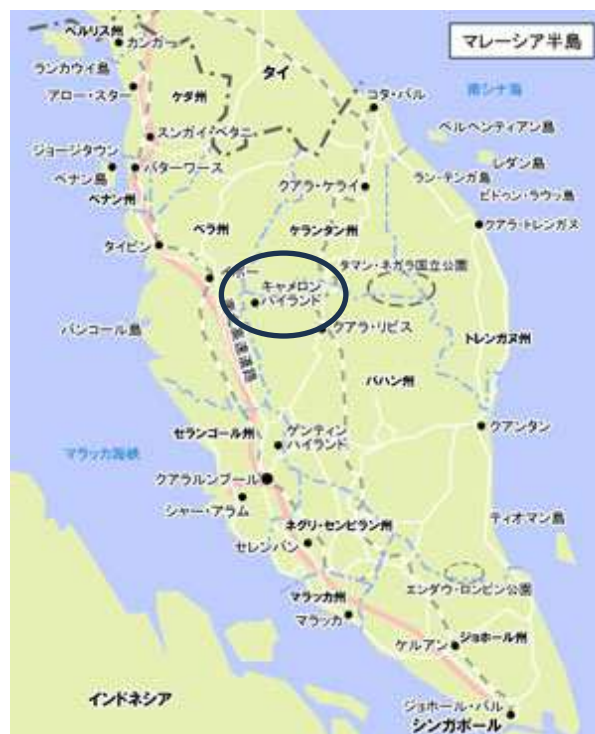 マレーシア半島
ペルリス州
カンガー
タイ
ランカウイ島
アロー・スター
ケダ州
コタ・バル
南シナ海
スンガイ・ペタニ
ペルヘンティアン島
ジョージタウン
バターワース
レダン島
ペナン島
クアラ・ケライ
ラン・テンガ島
ビドゥン・ラウッ島
ペナン州
ペラ州
ケランタン州
クアラ・トレンガヌ
タイピン
タマン・ネガラ国立公園
キャメロン
ハイランド
パンコール島
クアラ・リピス
トレンガヌ州
パハン州
ゲンティン
ハイランド
クアンタン
セランゴール州
マラッカ海峡
クアラルンプール
シャー・アラム
ネグリ・センビラン州
ティオマン島
セレンバン
エンダウ・ロンピン公園
マラッカ州
マラッカ
クルアン
ジョホール州
インドネシア
ジョホール・バル
シンガポール